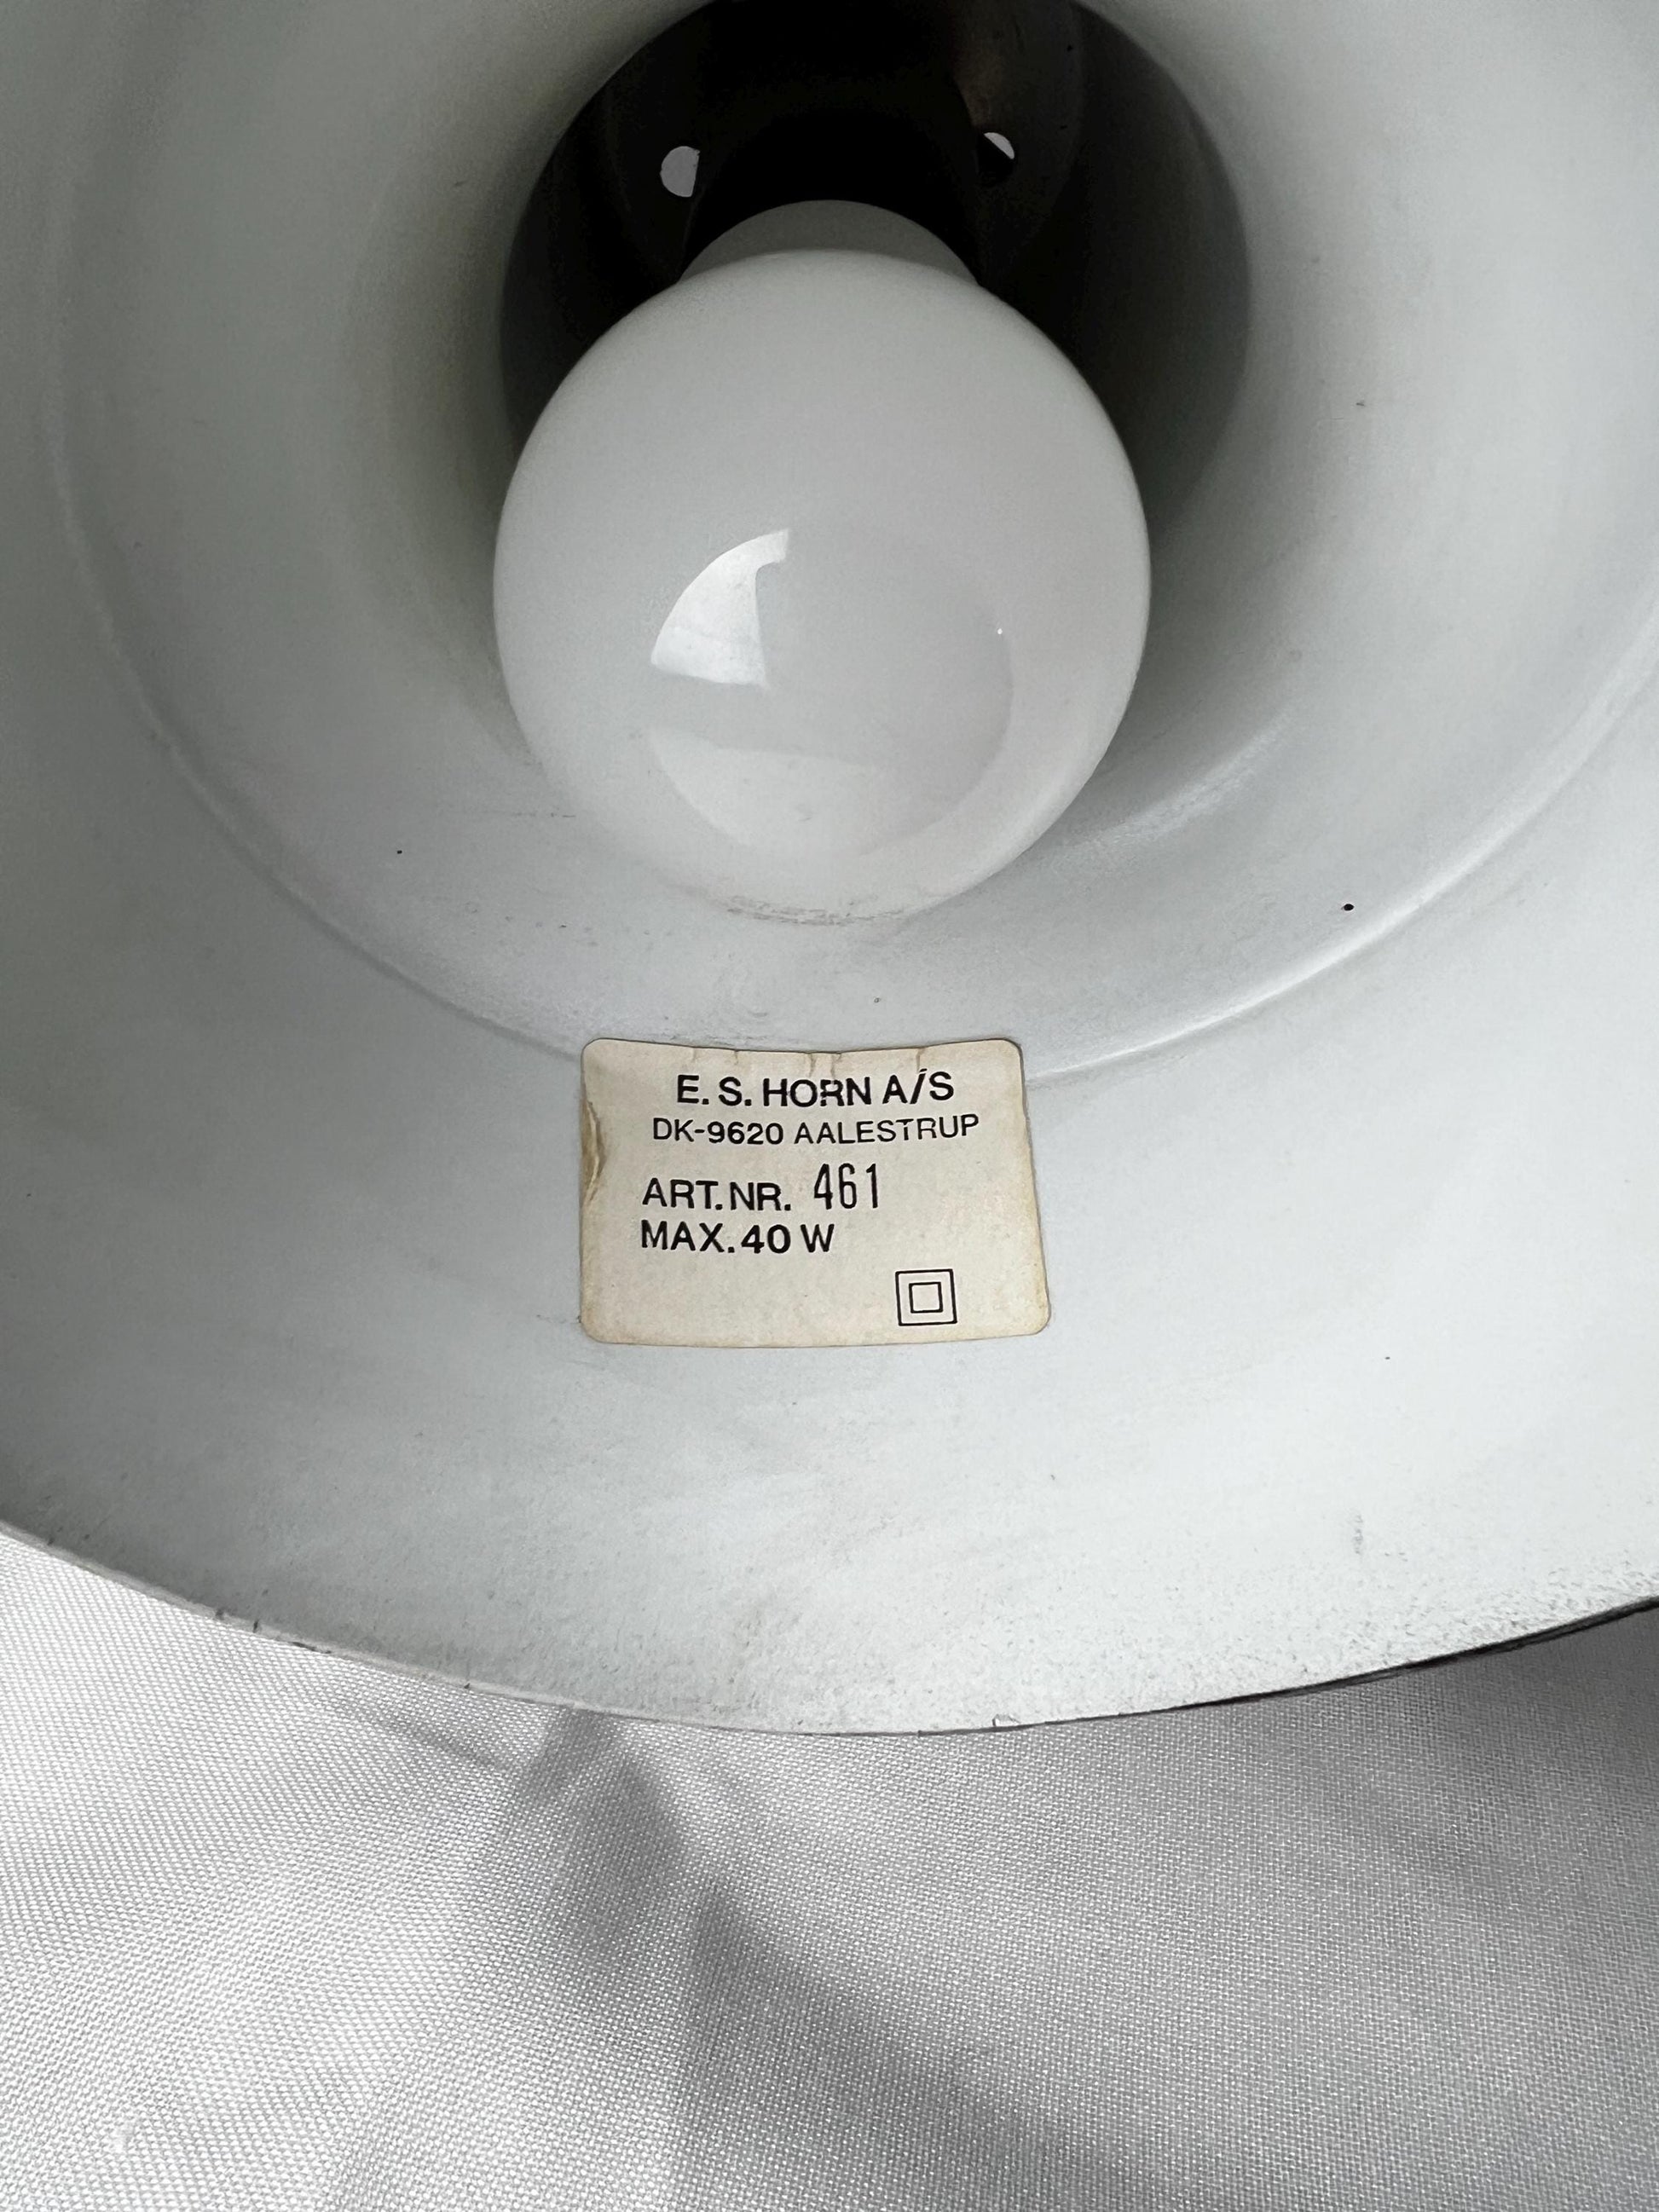 E. S. HORN A/S
DK-9620 AALESTRUP
ART. NR. 461
MAX. 40 W